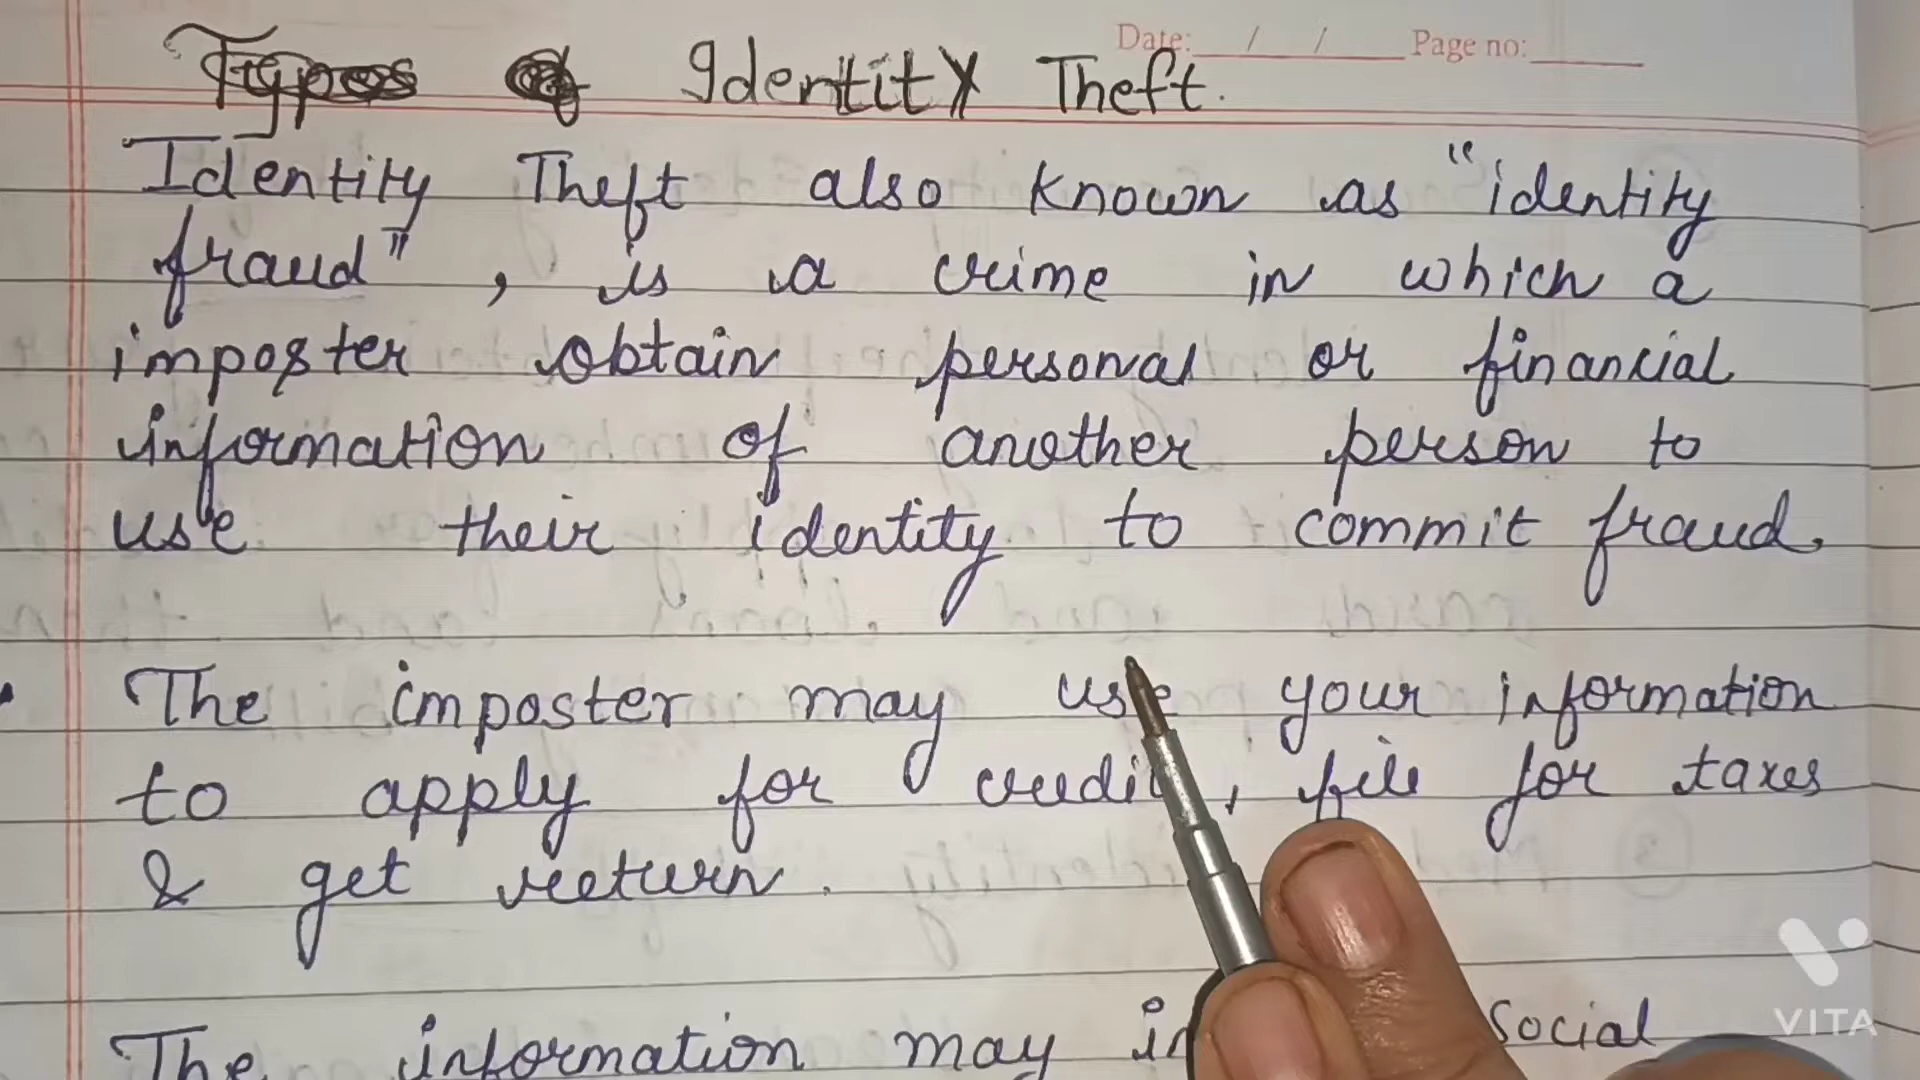 Date: / / Page no:
Types of Identity Theft.
Identity Theft also known as "identity
fraud", is a crime in which a
imposter obtain personal or financial
information of another person to
use their identity to commit fraud.
The imposter may use your information
to apply for credit, file for taxes
& get return.
The information may in social
VITA